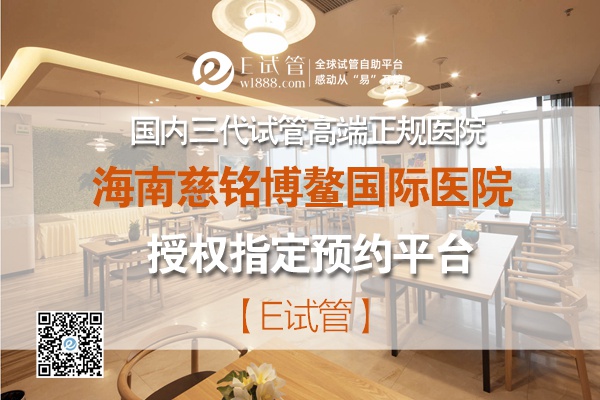 E试管
w1888.com
全球试管自助平台
感动从“易”开始
国内三代试管高端正规医院
海南慈铭博鳌国际医院
授权指定预约平台
【E试管】